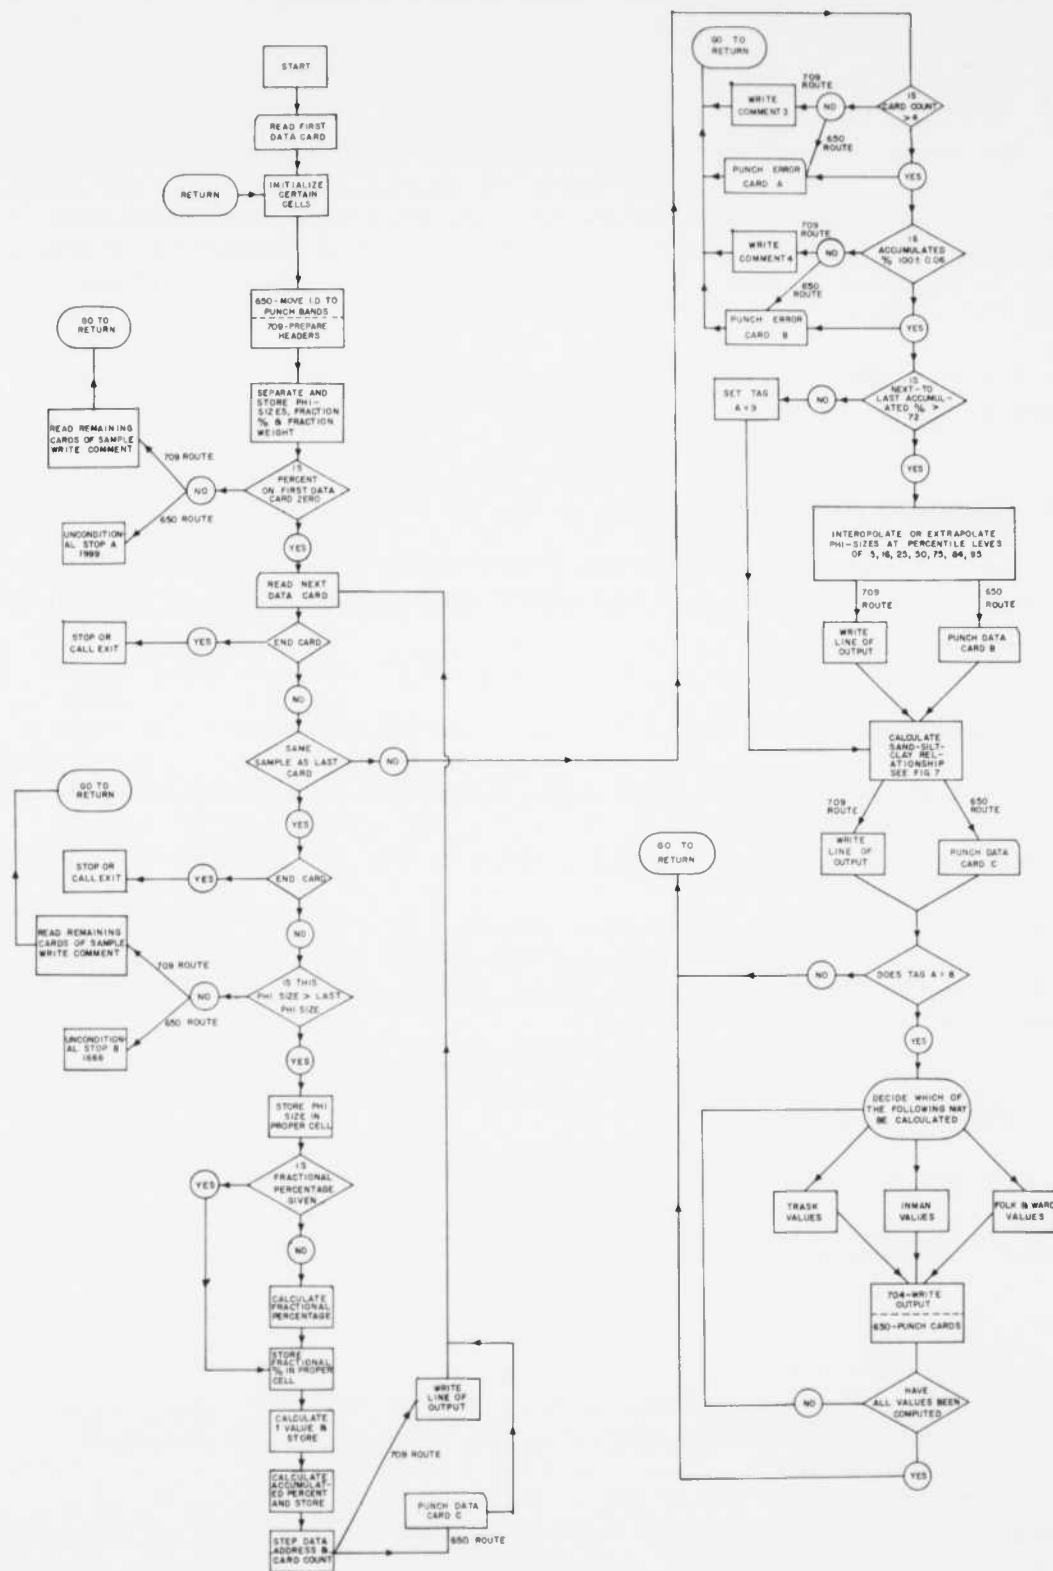 START
READ FIRST
DATA CARD
RETURN
INITIALIZE
CERTAIN
CELLS
650-MOVE I.D TO
PUNCH BANDS
709-PREPARE
HEADERS
GO TO
RETURN
SEPARATE AND
STORE PHI-
SIZES, FRACTION
% & FRACTION
WEIGHT
READ REMAINING
CARDS OF SAMPLE
WRITE COMMENT
709 ROUTE
IS
PERCENT
ON FIRST DATA
CARD ZERO
NO
650 ROUTE
UNCONDITION-
AL STOP A
1999
YES
READ NEXT
DATA CARD
STOP OR
CALL EXIT
YES
END CARD
NO
SAME
SAMPLE AS LAST
CARD
NO
GO TO
RETURN
YES
STOP OR
CALL EXIT
YES
END CARD
NO
READ REMAINING
CARDS OF SAMPLE
WRITE COMMENT
709 ROUTE
IS THIS
PHI SIZE > LAST
PHI SIZE
NO
650 ROUTE
UNCONDITION-
AL STOP B
YES
STORE PHI
SIZE IN
PROPER CELL
IS
FRACTIONAL
PERCENTAGE
GIVEN
YES
NO
CALCULATE
FRACTIONAL
PERCENTAGE
STORE
FRACTIONAL
% IN PROPER
CELL
CALCULATE
VALUE &
STORE
CALCULATE
ACCUMULAT-
ED PERCENT
AND STORE
STEP DATA
ADDRESS &
CARD COUNT
709 ROUTE
WRITE
LINE OF
OUTPUT
PUNCH DATA
CARD C
650 ROUTE
GO TO
RETURN
709
ROUTE
WRITE
COMMENT 3
NO
IS
CARD COUNT
> 4
650
ROUTE
PUNCH ERROR
CARD A
YES
709
ROUTE
WRITE
COMMENT 4
NO
IS
ACCUMULATED
% 100± 0.06
650
ROUTE
PUNCH ERROR
CARD B
YES
SET TAG
NO
IS
NEXT-TO
LAST ACCUMUL-
ATED % >
72
YES
INTERPOLATE OR EXTRAPOLATE
PHI-SIZES AT PERCENTILE LEVELS
OF 5, 16, 25, 50, 75, 84, 95
709
ROUTE
650
ROUTE
WRITE
LINE OF
OUTPUT
PUNCH DATA
CARD B
CALCULATE
SAND-SILT-
CLAY REL-
ATIONSHIP
SEE FIG 7
709
ROUTE
650
ROUTE
WRITE
LINE OF
OUTPUT
PUNCH DATA
CARD C
GO TO
RETURN
NO
DOES TAG A = 8
YES
DECIDE WHICH OF
THE FOLLOWING MAY
BE CALCULATED
TRASK
VALUES
INMAN
VALUES
FOLK & WARD
VALUES
704-WRITE
OUTPUT
650-PUNCH CARDS
NO
HAVE
ALL VALUES BEEN
COMPUTED
YES